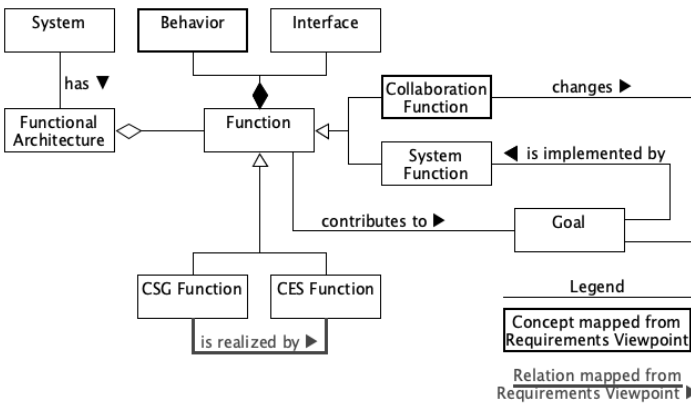 System
Behavior
Interface
has ▼
Functional
Architecture
Function
Collaboration
Function
changes ▶
System
Function
◀ is implemented by
contributes to ▶
Goal
CSG Function
CES Function
is realized by ▶
Legend
Concept mapped from
Requirements Viewpoint
Relation mapped from
Requirements Viewpoint ▶